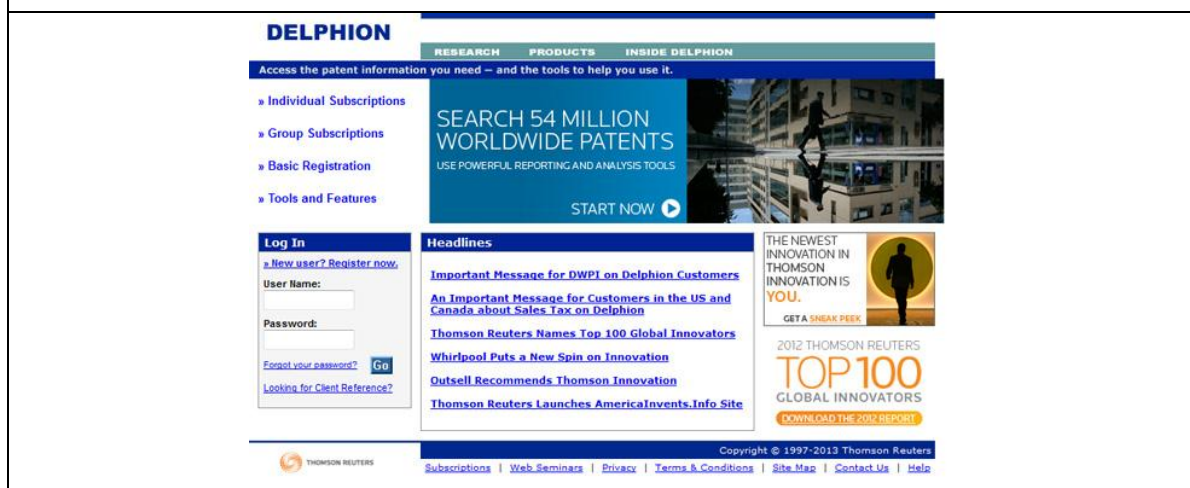 DELPHION
RESEARCH PRODUCTS INSIDE DELPHION
Access the patent information you need – and the tools to help you use it.
» Individual Subscriptions
» Group Subscriptions
» Basic Registration
» Tools and Features
SEARCH 54 MILLION
WORLDWIDE PATENTS
USE POWERFUL REPORTING AND ANALYSIS TOOLS
START NOW
Log In
» New user? Register now.
User Name:
Password:
Forgot your password? Go
Looking for Client Reference?
Headlines
Important Message for DWPI on Delphion Customers
An Important Message for Customers in the US and
Canada about Sales Tax on Delphion
Thomson Reuters Names Top 100 Global Innovators
Whirlpool Puts a New Spin on Innovation
Outsell Recommends Thomson Innovation
Thomson Reuters Launches AmericaInvents.Info Site
THE NEWEST
INNOVATION IN
THOMSON
INNOVATION IS
YOU.
GET A SNEAK PEEK
2012 THOMSON REUTERS
TOP 100
GLOBAL INNOVATORS
DOWNLOAD THE 2012 REPORT
THOMSON REUTERS
Copyright © 1997-2013 Thomson Reuters
Subscriptions | Web Seminars | Privacy | Terms & Conditions | Site Map | Contact Us | Help